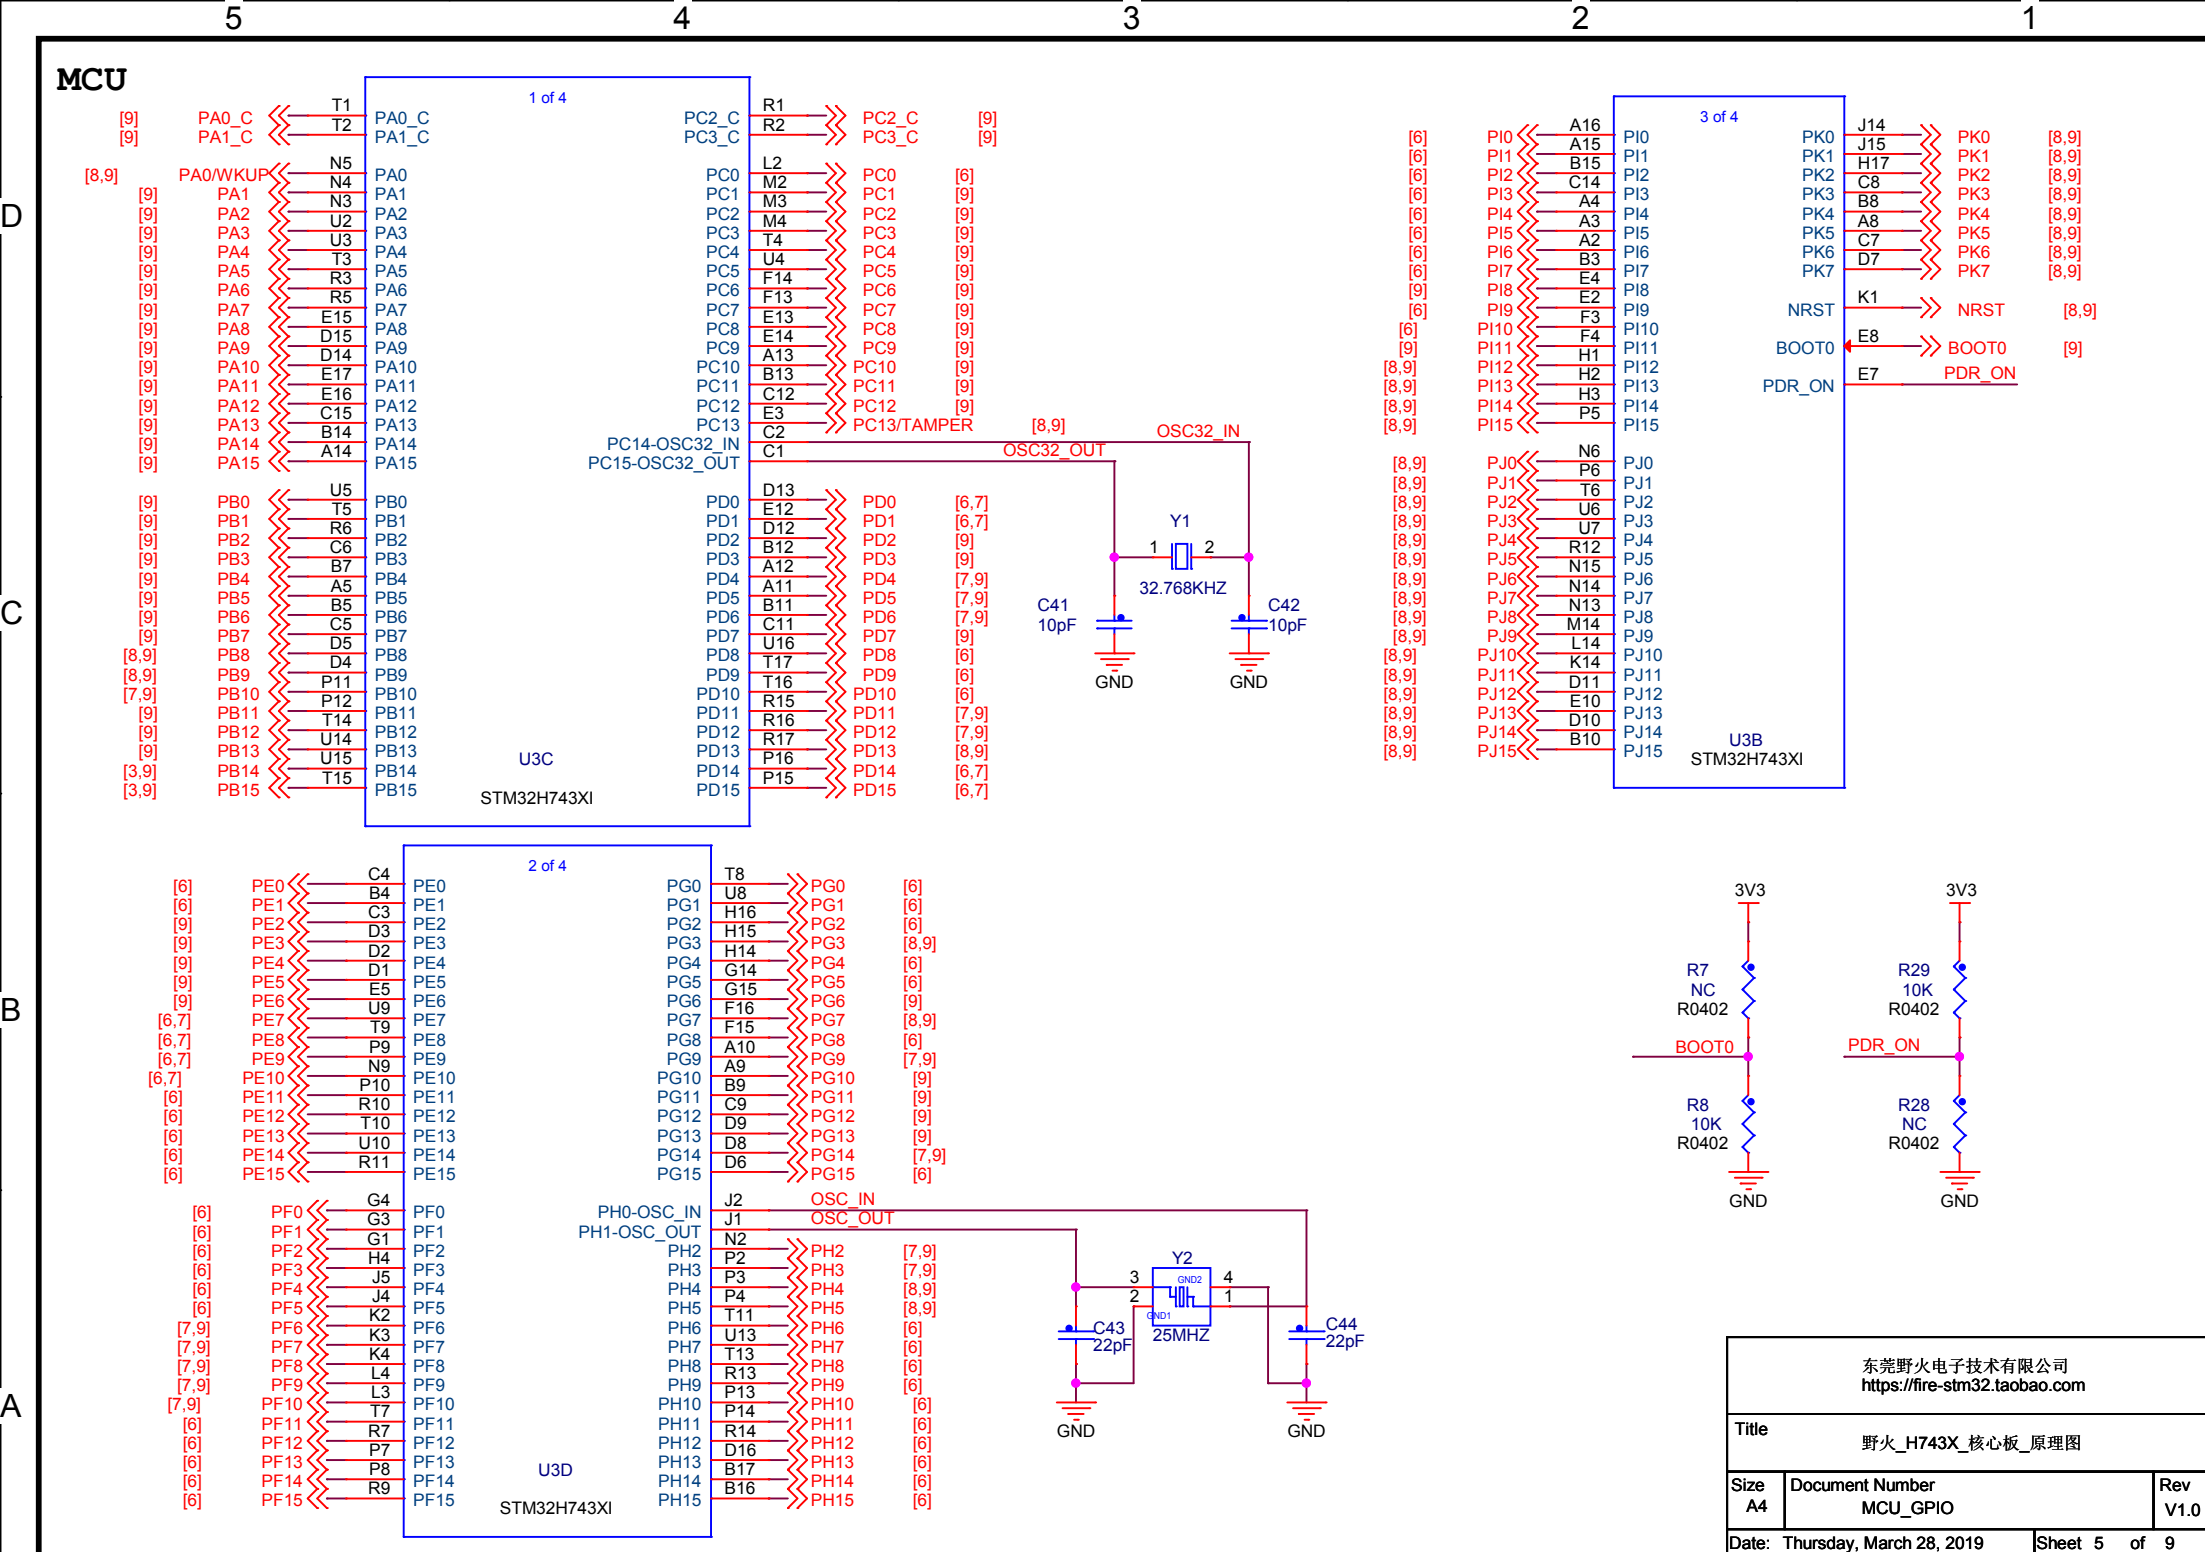 5 4 3 2 1
D
C
B
A
MCU
1 of 4
[9] PA0_C T1 PA0_C
[9] PA1_C T2 PA1_C
[8,9] PA0/WKUP N5 PA0
[9] PA1 N4 PA1
[9] PA2 N3 PA2
[9] PA3 U2 PA3
[9] PA4 U3 PA4
[9] PA5 T3 PA5
[9] PA6 R3 PA6
[9] PA7 R5 PA7
[9] PA8 E15 PA8
[9] PA9 D15 PA9
[9] PA10 D14 PA10
[9] PA11 E17 PA11
[9] PA12 E16 PA12
[9] PA13 C15 PA13
[9] PA14 B14 PA14
[9] PA15 A14 PA15
[9] PB0 U5 PB0
[9] PB1 T5 PB1
[9] PB2 R6 PB2
[9] PB3 C6 PB3
[9] PB4 B7 PB4
[9] PB5 A5 PB5
[9] PB6 B5 PB6
[9] PB7 C5 PB7
[8,9] PB8 D5 PB8
[8,9] PB9 D4 PB9
[7,9] PB10 P11 PB10
[9] PB11 P12 PB11
[9] PB12 T14 PB12
[9] PB13 U14 PB13
[3,9] PB14 U15 PB14
[3,9] PB15 T15 PB15
PC2_C R1 PC2_C [9]
PC3_C R2 PC3_C [9]
PC0 L2 PC0 [6]
PC1 M2 PC1 [9]
PC2 M3 PC2 [9]
PC3 M4 PC3 [9]
PC4 T4 PC4 [9]
PC5 U4 PC5 [9]
PC6 F14 PC6 [9]
PC7 F13 PC7 [9]
PC8 E13 PC8 [9]
PC9 E14 PC9 [9]
PC10 A13 PC10 [9]
PC11 B13 PC11 [9]
PC12 C12 PC12 [9]
PC13 E3 PC13/TAMPER [8,9]
PC14-OSC32_IN C2 OSC32_IN
PC15-OSC32_OUT C1 OSC32_OUT
PD0 D13 PD0 [6,7]
PD1 E12 PD1 [6,7]
PD2 D12 PD2 [9]
PD3 B12 PD3 [9]
PD4 A12 PD4 [7,9]
PD5 A11 PD5 [7,9]
PD6 B11 PD6 [7,9]
PD7 C11 PD7 [9]
PD8 U16 PD8 [6]
PD9 T17 PD9 [6]
PD10 T16 PD10 [6]
PD11 R15 PD11 [7,9]
PD12 R16 PD12 [7,9]
PD13 R17 PD13 [8,9]
PD14 P16 PD14 [6,7]
PD15 P15 PD15 [6,7]
U3C
STM32H743XI
Y1
1 2
32.768KHZ
C41
10pF
C42
10pF
GND
GND
3 of 4
[6] PI0 A16 PI0
[6] PI1 A15 PI1
[6] PI2 B15 PI2
[6] PI3 C14 PI3
[6] PI4 A4 PI4
[6] PI5 A3 PI5
[6] PI6 A2 PI6
[6] PI7 B3 PI7
[9] PI8 E4 PI8
[6] PI9 E2 PI9
[6] PI10 F3 PI10
[9] PI11 F4 PI11
[8,9] PI12 H1 PI12
[8,9] PI13 H2 PI13
[8,9] PI14 H3 PI14
[8,9] PI15 P5 PI15
[8,9] PJ0 N6 PJ0
[8,9] PJ1 P6 PJ1
[8,9] PJ2 T6 PJ2
[8,9] PJ3 U6 PJ3
[8,9] PJ4 U7 PJ4
[8,9] PJ5 R12 PJ5
[8,9] PJ6 N15 PJ6
[8,9] PJ7 N14 PJ7
[8,9] PJ8 N13 PJ8
[8,9] PJ9 M14 PJ9
[8,9] PJ10 L14 PJ10
[8,9] PJ11 K14 PJ11
[8,9] PJ12 D11 PJ12
[8,9] PJ13 E10 PJ13
[8,9] PJ14 D10 PJ14
[8,9] PJ15 B10 PJ15
PK0 J14 PK0 [8,9]
PK1 J15 PK1 [8,9]
PK2 H17 PK2 [8,9]
PK3 C8 PK3 [8,9]
PK4 B8 PK4 [8,9]
PK5 A8 PK5 [8,9]
PK6 C7 PK6 [8,9]
PK7 D7 PK7 [8,9]
NRST K1 NRST [8,9]
BOOT0 E8 BOOT0 [9]
PDR_ON E7 PDR_ON
U3B
STM32H743XI
2 of 4
[6] PE0 C4 PE0
[6] PE1 B4 PE1
[9] PE2 C3 PE2
[9] PE3 D3 PE3
[9] PE4 D2 PE4
[9] PE5 D1 PE5
[9] PE6 E5 PE6
[6,7] PE7 U9 PE7
[6,7] PE8 T9 PE8
[6,7] PE9 P9 PE9
[6,7] PE10 N9 PE10
[6] PE11 P10 PE11
[6] PE12 R10 PE12
[6] PE13 T10 PE13
[6] PE14 U10 PE14
[6] PE15 R11 PE15
[6] PF0 G4 PF0
[6] PF1 G3 PF1
[6] PF2 G1 PF2
[6] PF3 H4 PF3
[6] PF4 J5 PF4
[6] PF5 J4 PF5
[7,9] PF6 K2 PF6
[7,9] PF7 K3 PF7
[7,9] PF8 K4 PF8
[7,9] PF9 L4 PF9
[7,9] PF10 L3 PF10
[6] PF11 T7 PF11
[6] PF12 R7 PF12
[6] PF13 P7 PF13
[6] PF14 P8 PF14
[6] PF15 R9 PF15
PG0 T8 PG0 [6]
PG1 U8 PG1 [6]
PG2 H16 PG2 [6]
PG3 H15 PG3 [8,9]
PG4 H14 PG4 [6]
PG5 G14 PG5 [6]
PG6 G15 PG6 [9]
PG7 F16 PG7 [8,9]
PG8 F15 PG8 [6]
PG9 A10 PG9 [7,9]
PG10 A9 PG10 [9]
PG11 B9 PG11 [9]
PG12 C9 PG12 [9]
PG13 D9 PG13 [9]
PG14 D8 PG14 [7,9]
PG15 D6 PG15 [6]
PH0-OSC_IN J2 OSC_IN
PH1-OSC_OUT J1 OSC_OUT
PH2 N2 PH2 [7,9]
PH3 P2 PH3 [7,9]
PH4 P3 PH4 [8,9]
PH5 P4 PH5 [8,9]
PH6 T11 PH6 [6]
PH7 U13 PH7 [6]
PH8 T13 PH8 [6]
PH9 R13 PH9 [6]
PH10 P13 PH10 [6]
PH11 P14 PH11 [6]
PH12 R14 PH12 [6]
PH13 D16 PH13 [6]
PH14 B17 PH14 [6]
PH15 B16 PH15 [6]
U3D
STM32H743XI
Y2
3 GND2 4
2 GND1 1
25MHZ
C43
22pF
C44
22pF
GND
GND
3V3
R7
NC
R0402
BOOT0
R8
10K
R0402
GND
3V3
R29
10K
R0402
PDR_ON
R28
NC
R0402
GND
东莞野火电子技术有限公司
https://fire-stm32.taobao.com
Title
野火_H743X_核心板_原理图
Size Document Number Rev
A4 MCU_GPIO V1.0
Date: Thursday, March 28, 2019 Sheet 5 of 9